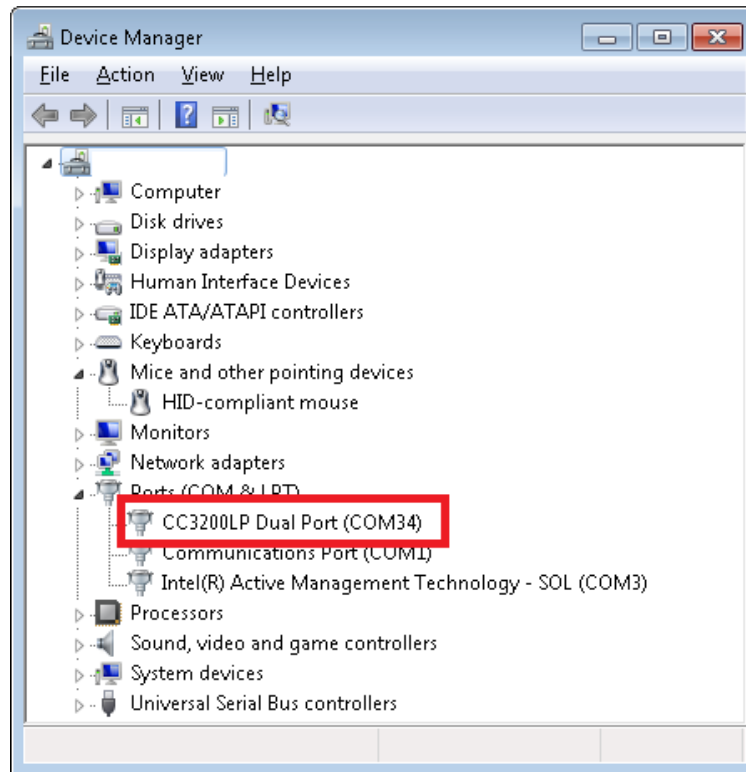 Device Manager
File Action View Help
Computer
Disk drives
Display adapters
Human Interface Devices
IDE ATA/ATAPI controllers
Keyboards
Mice and other pointing devices
HID-compliant mouse
Monitors
Network adapters
Ports (COM & LPT)
CC3200LP Dual Port (COM34)
Communications Port (COM1)
Intel(R) Active Management Technology - SOL (COM3)
Processors
Sound, video and game controllers
System devices
Universal Serial Bus controllers